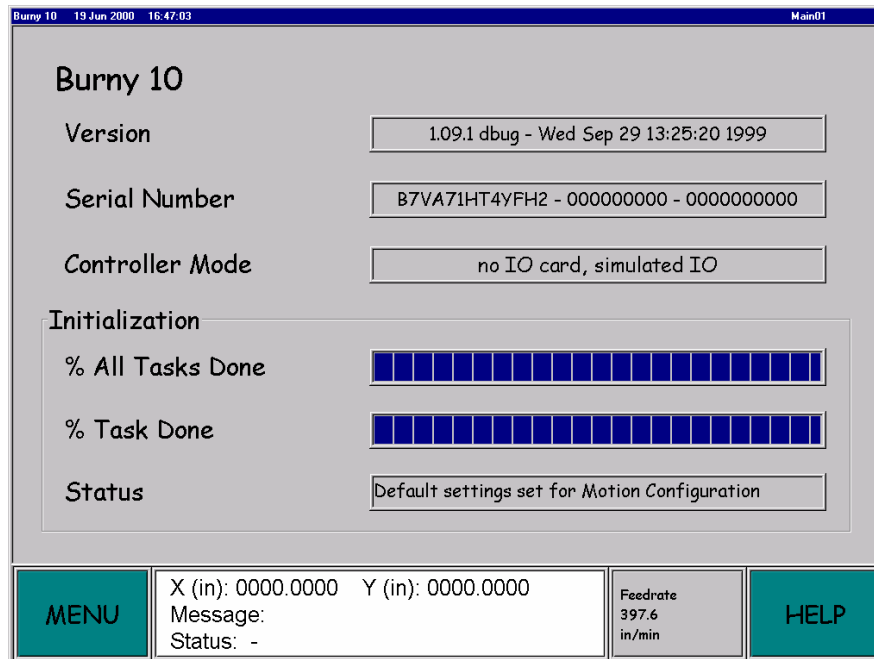 Burny 10 19 Jun 2000 16:47:03 Main01
Burny 10
Version 1.09.1 dbug - Wed Sep 29 13:25:20 1999
Serial Number B7VA71HT4YFH2 - 000000000 - 0000000000
Controller Mode no IO card, simulated IO
Initialization
% All Tasks Done
% Task Done
Status Default settings set for Motion Configuration
MENU
X (in): 0000.0000 Y (in): 0000.0000
Message:
Status: -
Feedrate
397.6
in/min
HELP